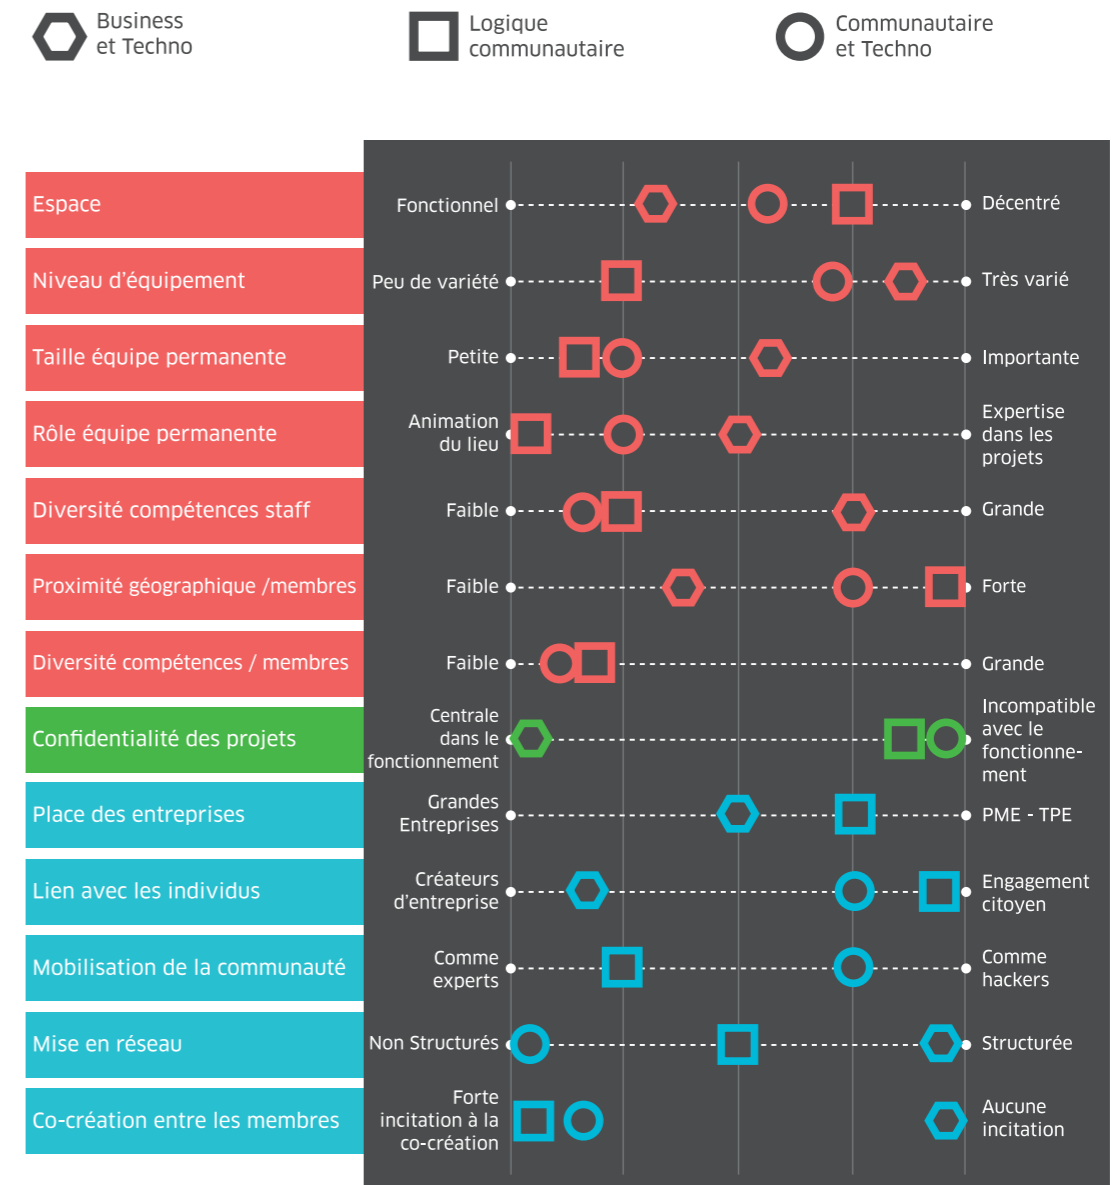 Business
et Techno
Logique
communautaire
Communautaire
et Techno
Espace
Fonctionnel
Décentré
Niveau d'équipement
Peu de variété
Très varié
Taille équipe permanente
Petite
Importante
Rôle équipe permanente
Animation
du lieu
Expertise
dans les
projets
Diversité compétences staff
Faible
Grande
Proximité géographique /membres
Faible
Forte
Diversité compétences / membres
Faible
Grande
Confidentialité des projets
Centrale
dans le
fonctionnement
Incompatible
avec le
fonctionne-
ment
Place des entreprises
Grandes
Entreprises
PME - TPE
Lien avec les individus
Créateurs
d'entreprise
Engagement
citoyen
Mobilisation de la communauté
Comme
experts
Comme
hackers
Mise en réseau
Non Structurés
Structurée
Co-création entre les membres
Forte
incitation à la
co-création
Aucune
incitation